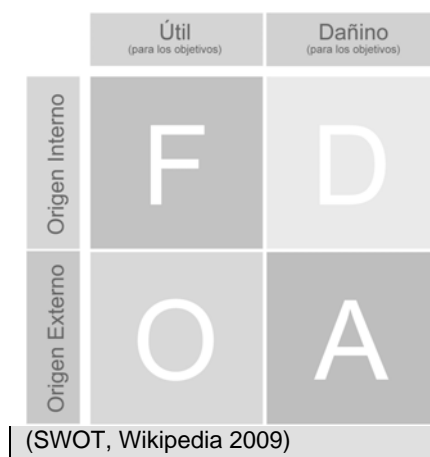 Útil
(para los objetivos)
Dañino
(para los objetivos)
Origen Interno
F
D
Origen Externo
O
A
(SWOT, Wikipedia 2009)